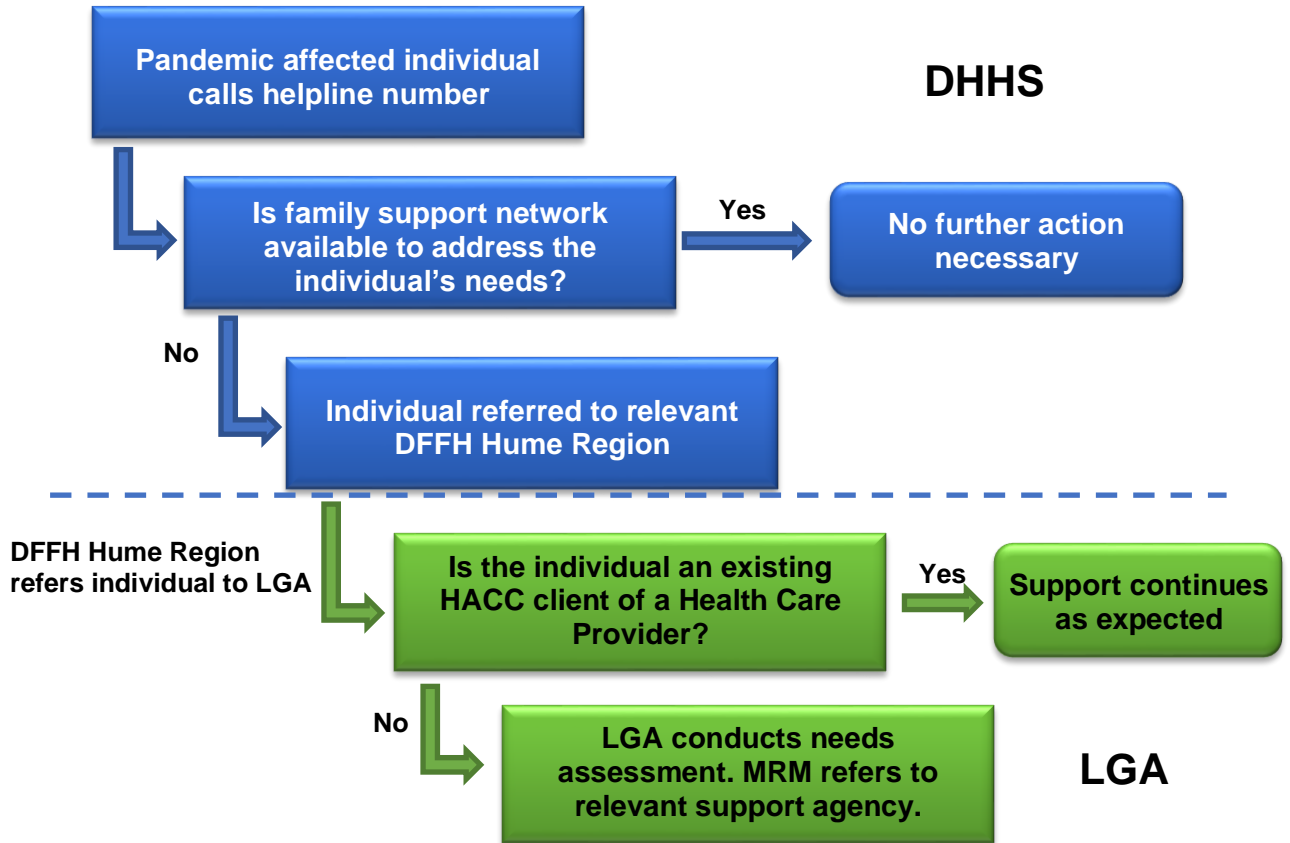 Pandemic affected individual
calls helpline number
DHHS
Is family support network
available to address the
individual’s needs?
Yes
No further action
necessary
No
Individual referred to relevant
DFFH Hume Region
DFFH Hume Region
refers individual to LGA
Is the individual an existing
HACC client of a Health Care
Provider?
Yes
Support continues
as expected
No
LGA conducts needs
assessment. MRM refers to
relevant support agency.
LGA